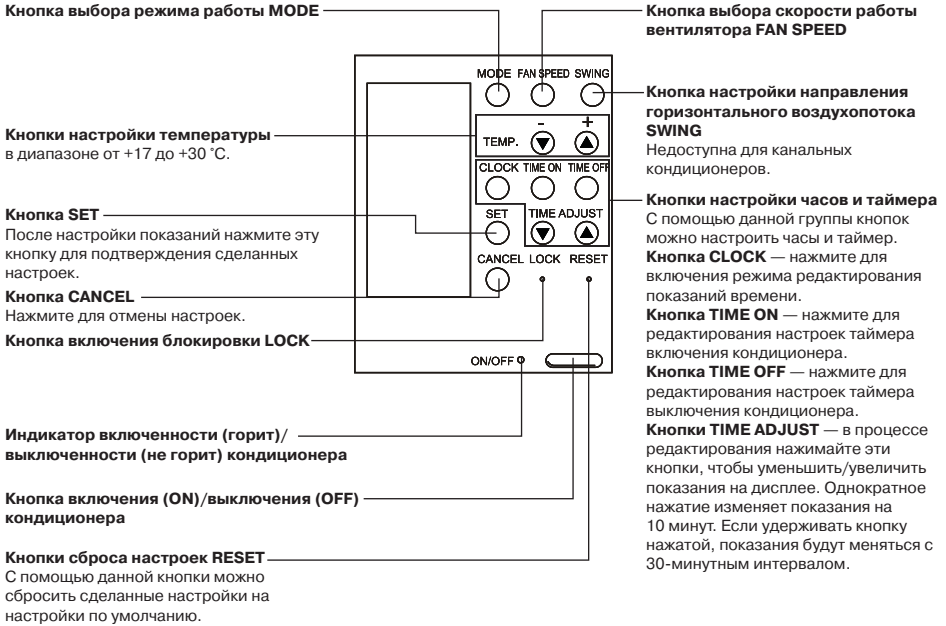 Кнопка выбора режима работы MODE
Кнопки настройки температуры
в диапазоне от +17 до +30 ˚C.
Кнопка SET
После настройки показаний нажмите эту
кнопку для подтверждения сделанных
настроек.
Кнопка CANCEL
Нажмите для отмены настроек.
Кнопка включения блокировки LOCK
Индикатор включенности (горит)/
выключенности (не горит) кондиционера
Кнопка включения (ON)/выключения (OFF)
кондиционера
Кнопки сброса настроек RESET
С помощью данной кнопки можно
сбросить сделанные настройки на
настройки по умолчанию.
MODE FAN SPEED SWING
- +
TEMP.
CLOCK TIME ON TIME OFF
SET TIME ADJUST
CANCEL LOCK RESET
ON/OFF
Кнопка выбора скорости работы
вентилятора FAN SPEED
Кнопка настройки направления
горизонтального воздухопотока
SWING
Недоступна для канальных
кондиционеров.
Кнопки настройки часов и таймера
С помощью данной группы кнопок
можно настроить часы и таймер.
Кнопка CLOCK — нажмите для
включения режима редактирования
показаний времени.
Кнопка TIME ON — нажмите для
редактирования настроек таймера
включения кондиционера.
Кнопка TIME OFF — нажмите для
редактирования настроек таймера
выключения кондиционера.
Кнопки TIME ADJUST — в процессе
редактирования нажимайте эти
кнопки, чтобы уменьшить/увеличить
показания на дисплее. Однократное
нажатие изменяет показания на
10 минут. Если удерживать кнопку
нажатой, показания будут меняться с
30-минутным интервалом.